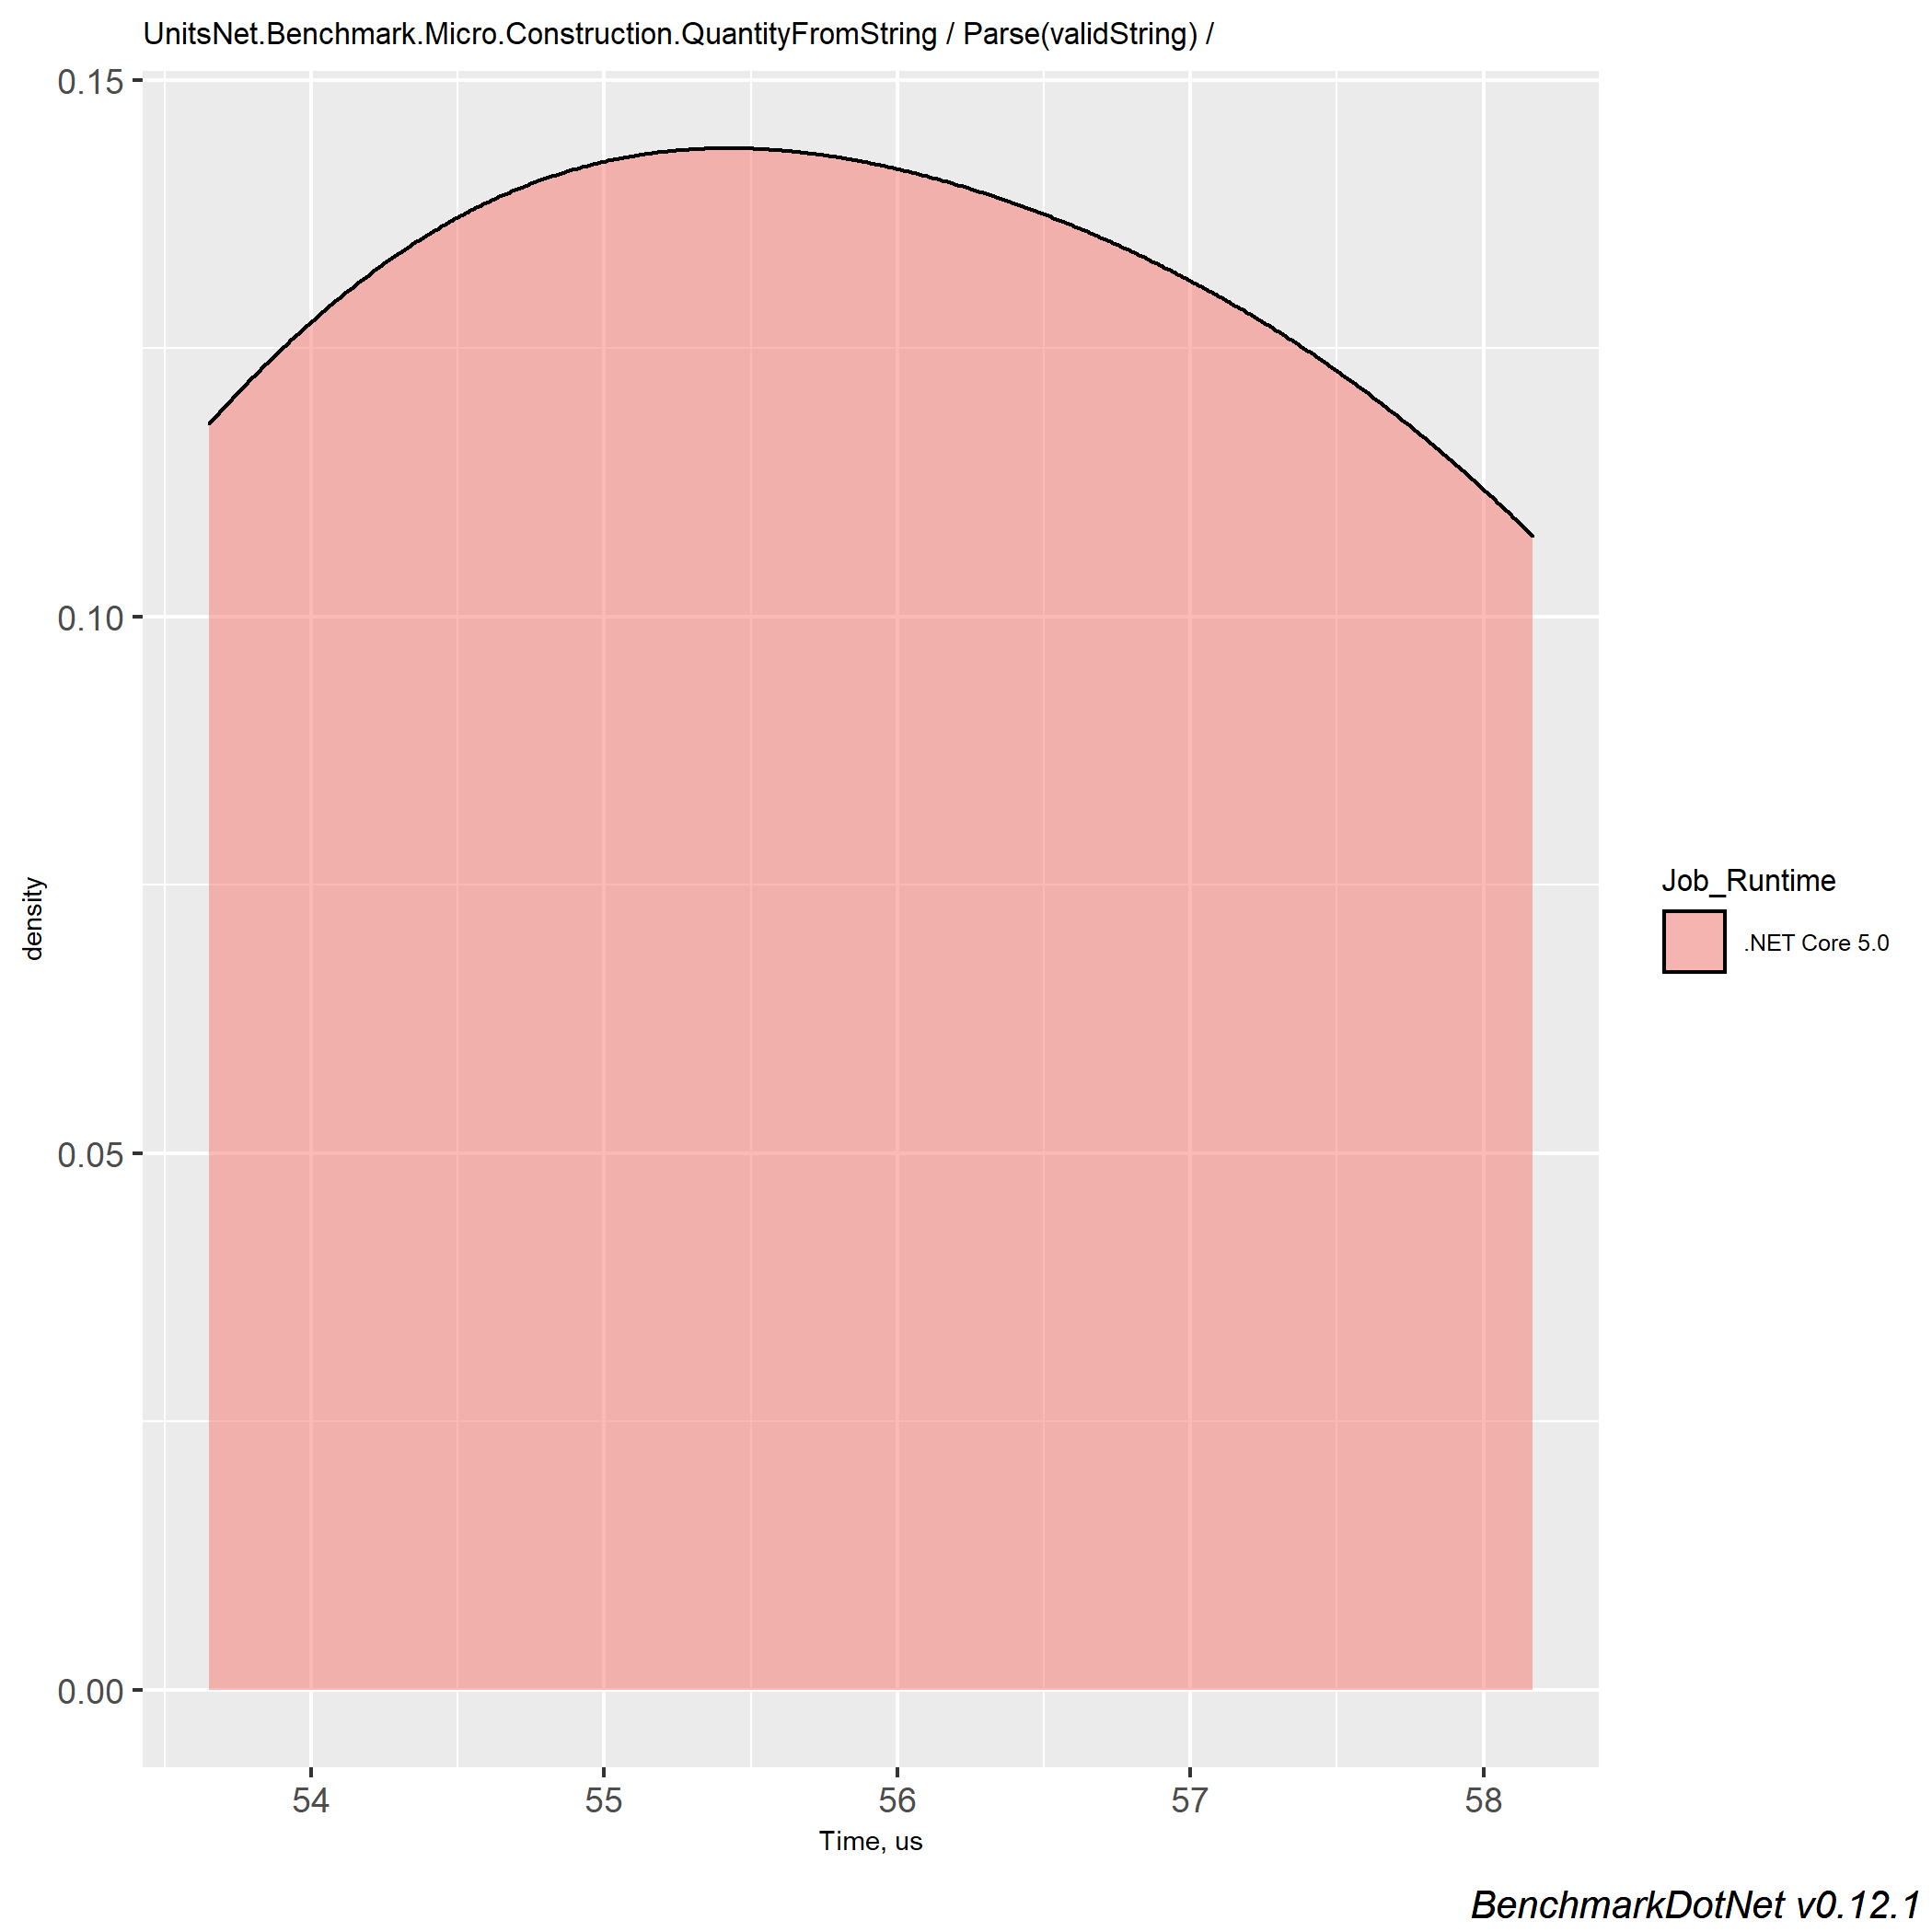 UnitsNet.Benchmark.Micro.Construction.QuantityFromString / Parse(validString) /
0.15
0.10
0.05
0.00
density
54 55 56 57 58
Time, us
Job_Runtime
.NET Core 5.0
BenchmarkDotNet v0.12.1